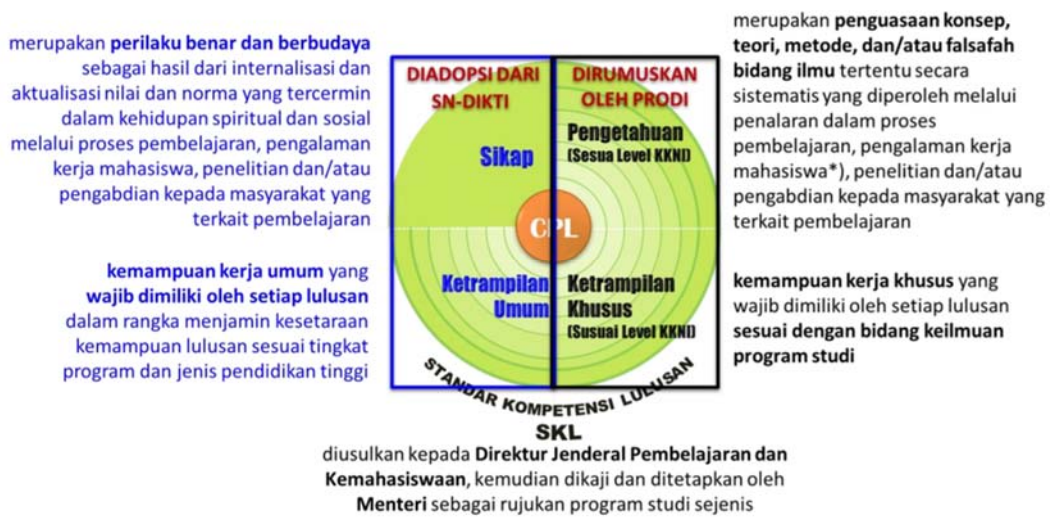 merupakan perilaku benar dan berbudaya
sebagai hasil dari internalisasi dan
aktualisasi nilai dan norma yang tercermin
dalam kehidupan spiritual dan sosial
melalui proses pembelajaran, pengalaman
kerja mahasiswa, penelitian dan/atau
pengabdian kepada masyarakat yang
terkait pembelajaran
kemampuan kerja umum yang
wajib dimiliki oleh setiap lulusan
dalam rangka menjamin kesetaraan
kemampuan lulusan sesuai tingkat
program dan jenis pendidikan tinggi
DIADOPSI DARI
SN-DIKTI
Sikap
Ketrampilan
Umum
CPL
DIRUMUSKAN
OLEH PRODI
Pengetahuan
(Sesua Level KKNI)
Ketrampilan
Khusus
(Susuai Level KKNI)
merupakan penguasaan konsep,
teori, metode, dan/atau falsafah
bidang ilmu tertentu secara
sistematis yang diperoleh melalui
penalaran dalam proses
pembelajaran, pengalaman kerja
mahasiswa*), penelitian dan/atau
pengabdian kepada masyarakat yang
terkait pembelajaran
kemampuan kerja khusus yang
wajib dimiliki oleh setiap lulusan
sesuai dengan bidang keilmuan
program studi
STANDAR KOMPETENSI LULUSAN
SKL
diusulkan kepada Direktur Jenderal Pembelajaran dan
Kemahasiswaan, kemudian dikaji dan ditetapkan oleh
Menteri sebagai rujukan program studi sejenis